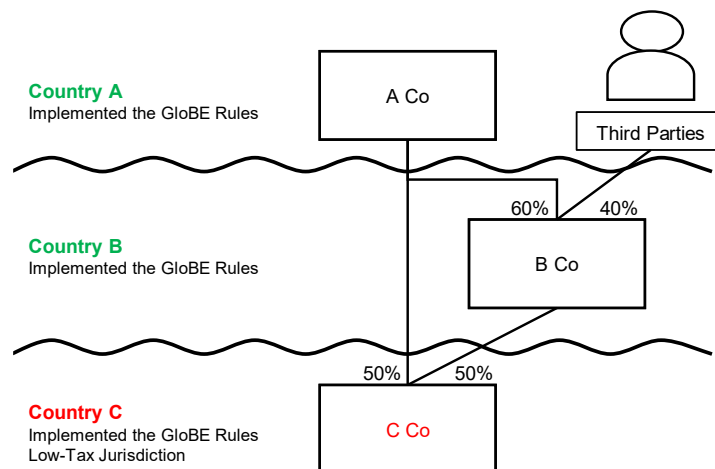 Country A
Implemented the GloBE Rules
A Co
Third Parties
60%
40%
Country B
Implemented the GloBE Rules
B Co
50%
50%
Country C
Implemented the GloBE Rules
Low-Tax Jurisdiction
C Co